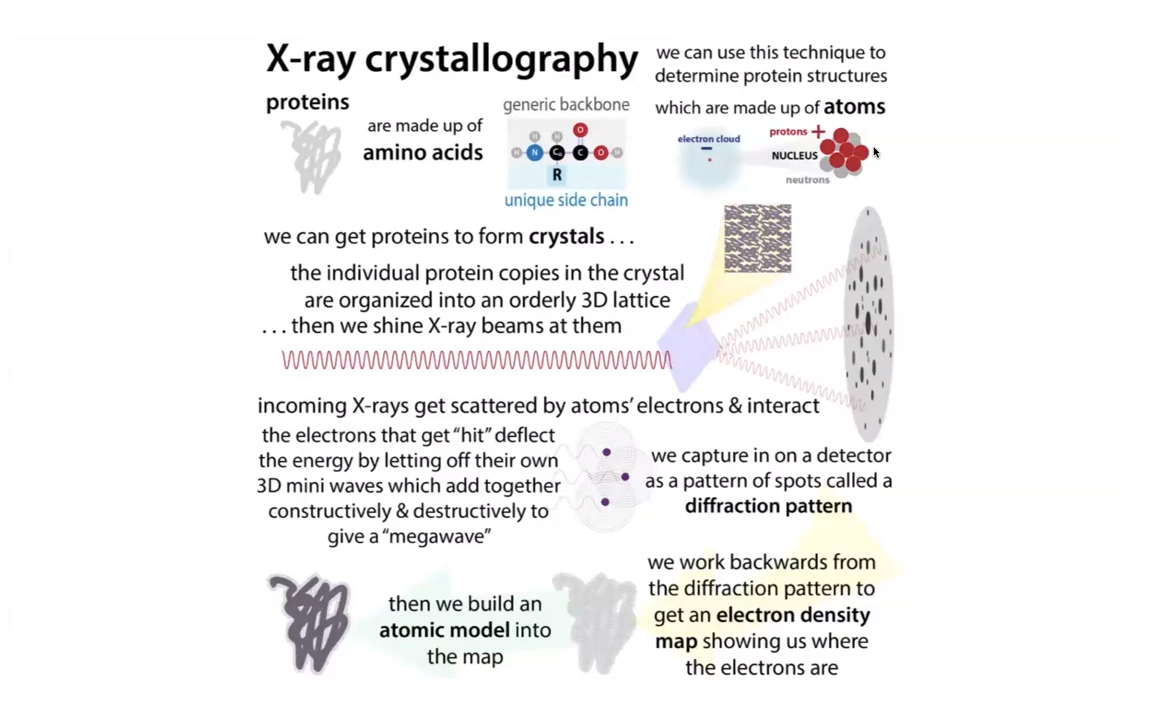 X-ray crystallography
we can use this technique to
determine protein structures
proteins
are made up of
amino acids
generic backbone
H N Cα C O H
H H O
R
unique side chain
which are made up of atoms
electron cloud
−
protons +
NUCLEUS
neutrons
we can get proteins to form crystals . . .
the individual protein copies in the crystal
are organized into an orderly 3D lattice
. . . then we shine X-ray beams at them
incoming X-rays get scattered by atoms’ electrons & interact
the electrons that get “hit” deflect
the energy by letting off their own
3D mini waves which add together
constructively & destructively to
give a “megawave”
we capture in on a detector
as a pattern of spots called a
diffraction pattern
we work backwards from
the diffraction pattern to
get an electron density
map showing us where
the electrons are
then we build an
atomic model into
the map